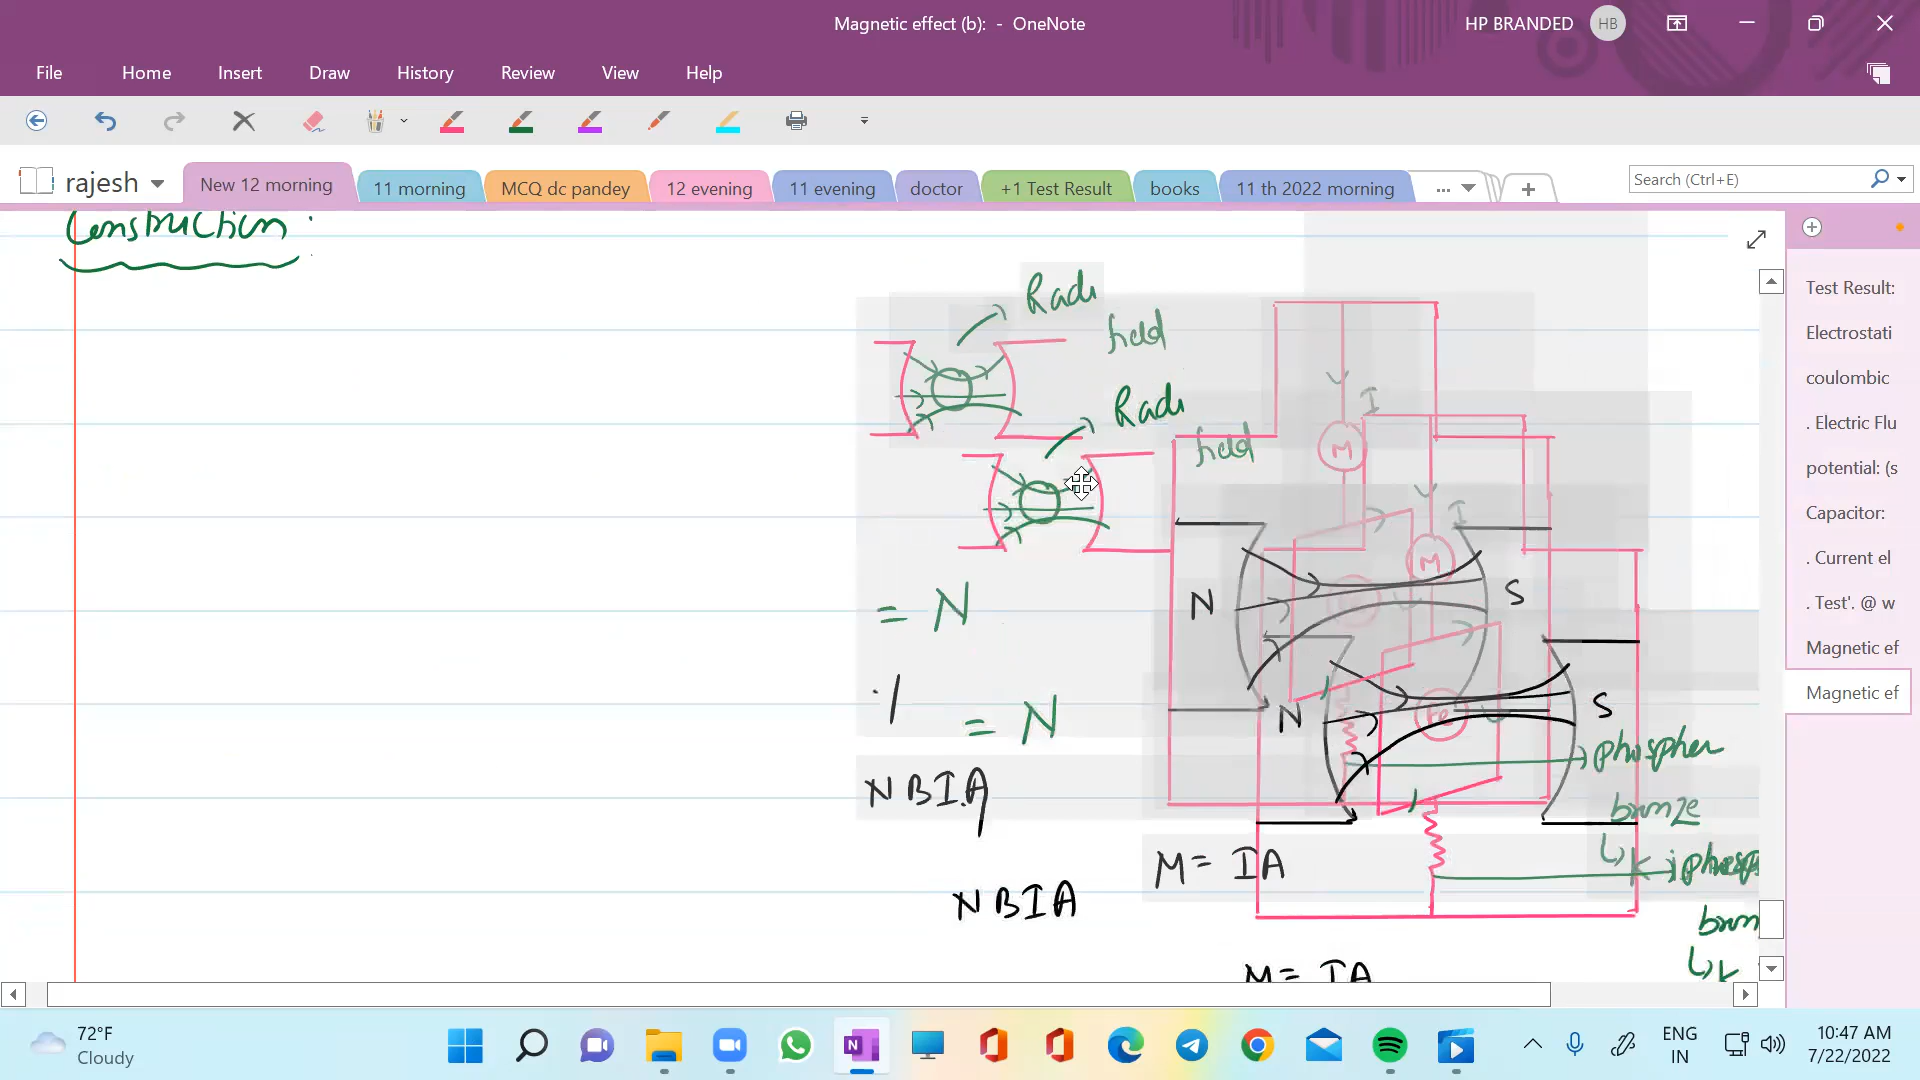 Magnetic effect (b): - OneNote
HP BRANDED HB
File Home Insert Draw History Review View Help
rajesh
New 12 morning
11 morning
MCQ dc pandey
12 evening
11 evening
doctor
+1 Test Result
books
11 th 2022 morning
...
Search (Ctrl+E)
Construction :
Test Result:
Electrostati
coulombic
. Electric Flu
potential: (s
Capacitor:
. Current el
. Test'. @ w
Magnetic ef
Magnetic ef
Radi
field
I
M
Radi
field
I
M
N
S
= N
N
S
Fe
= N
phospher
bronze
K
NBIA
M = IA
NBIA
M = IA
72°F
Cloudy
ENG
IN
10:47 AM
7/22/2022